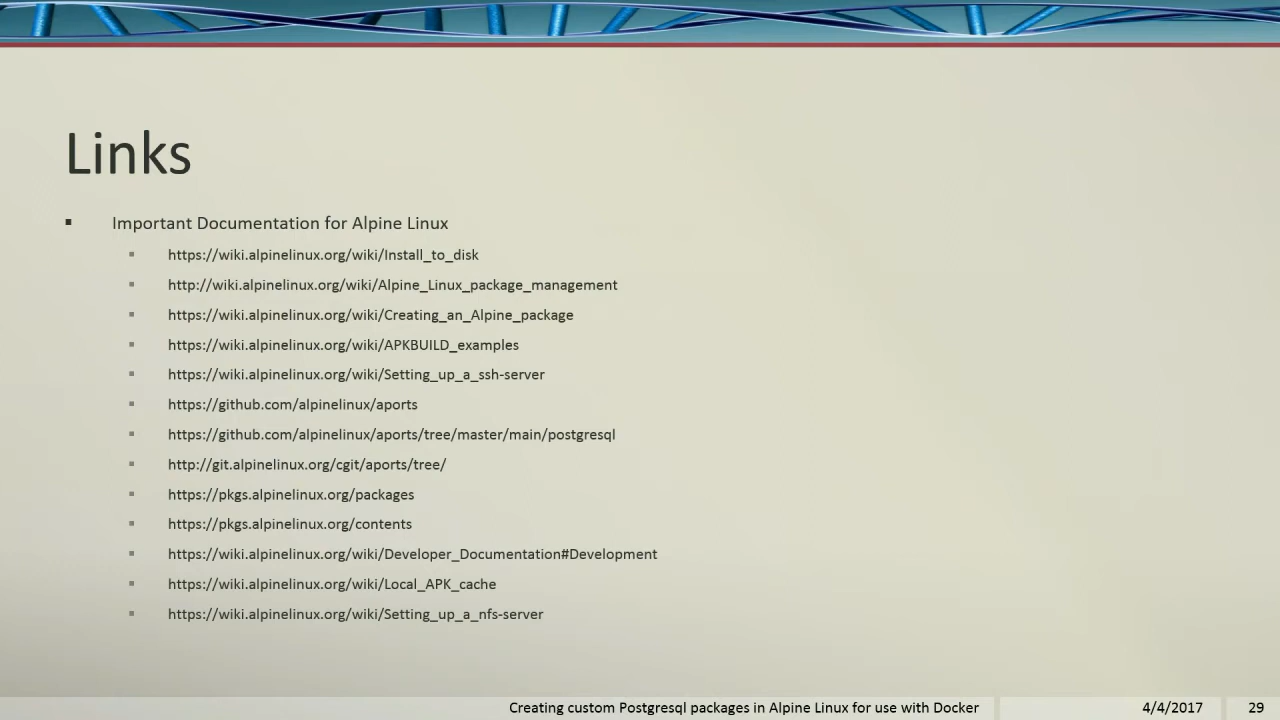 Links
Important Documentation for Alpine Linux
https://wiki.alpinelinux.org/wiki/Install_to_disk
http://wiki.alpinelinux.org/wiki/Alpine_Linux_package_management
https://wiki.alpinelinux.org/wiki/Creating_an_Alpine_package
https://wiki.alpinelinux.org/wiki/APKBUILD_examples
https://wiki.alpinelinux.org/wiki/Setting_up_a_ssh-server
https://github.com/alpinelinux/aports
https://github.com/alpinelinux/aports/tree/master/main/postgresql
http://git.alpinelinux.org/cgit/aports/tree/
https://pkgs.alpinelinux.org/packages
https://pkgs.alpinelinux.org/contents
https://wiki.alpinelinux.org/wiki/Developer_Documentation#Development
https://wiki.alpinelinux.org/wiki/Local_APK_cache
https://wiki.alpinelinux.org/wiki/Setting_up_a_nfs-server
Creating custom Postgresql packages in Alpine Linux for use with Docker 4/4/2017 29